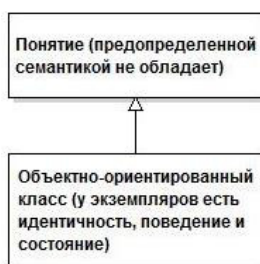 Понятие (предопределенной
семантикой не обладает)
Объектно-ориентированный
класс (у экземпляров есть
идентичность, поведение и
состояние)